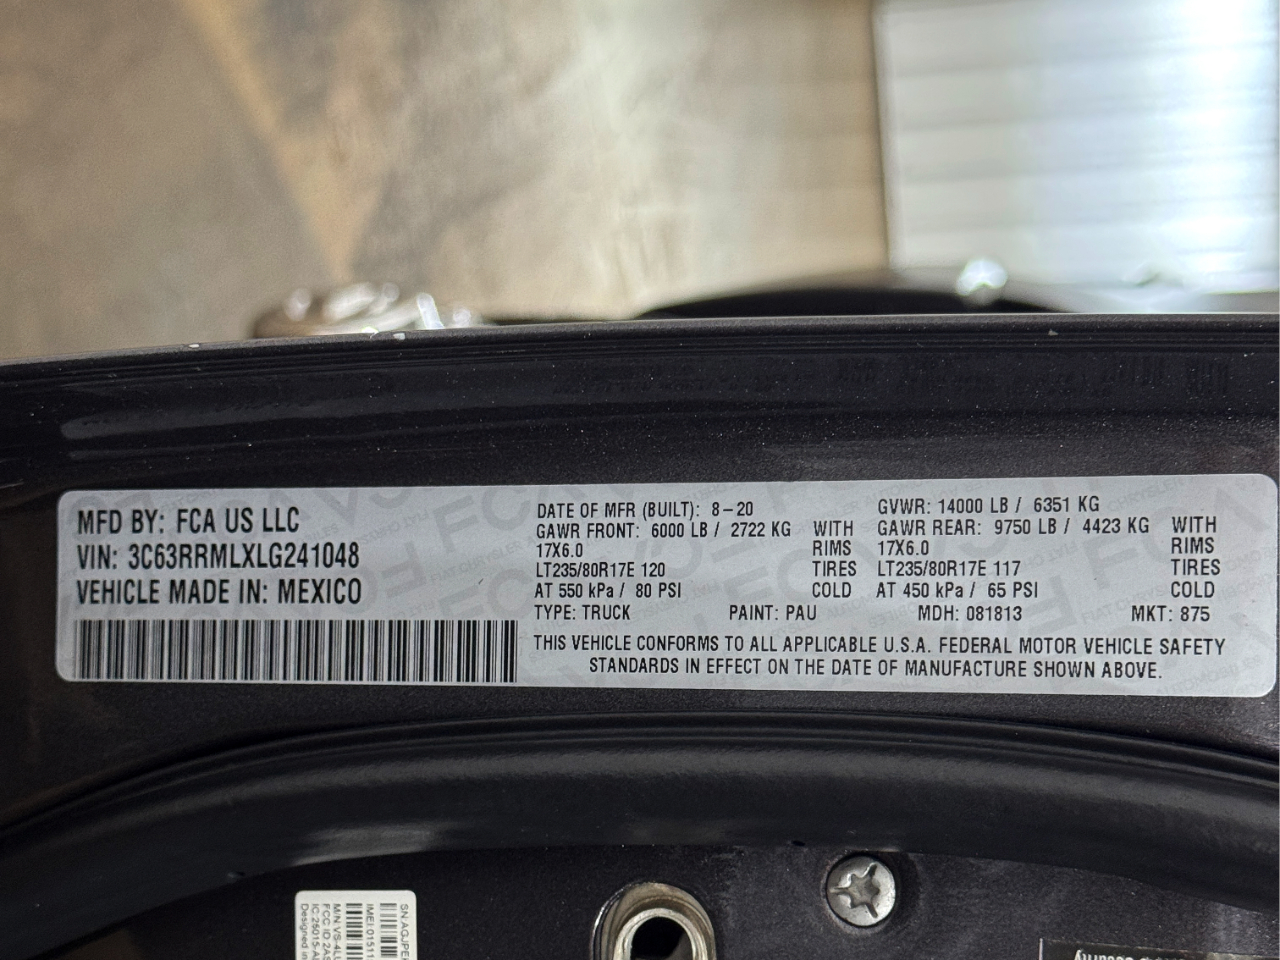 MFD BY: FCA US LLC
VIN: 3C63RRMLXLG241048
VEHICLE MADE IN: MEXICO
DATE OF MFR (BUILT): 8-20 GVWR: 14000 LB / 6351 KG
GAWR FRONT: 6000 LB / 2722 KG WITH GAWR REAR: 9750 LB / 4423 KG WITH
17X6.0 RIMS 17X6.0 RIMS
LT235/80R17E 120 TIRES LT235/80R17E 117 TIRES
AT 550 kPa / 80 PSI COLD AT 450 kPa / 65 PSI COLD
TYPE: TRUCK PAINT: PAU MDH: 081813 MKT: 875
THIS VEHICLE CONFORMS TO ALL APPLICABLE U.S.A. FEDERAL MOTOR VEHICLE SAFETY
STANDARDS IN EFFECT ON THE DATE OF MANUFACTURE SHOWN ABOVE.